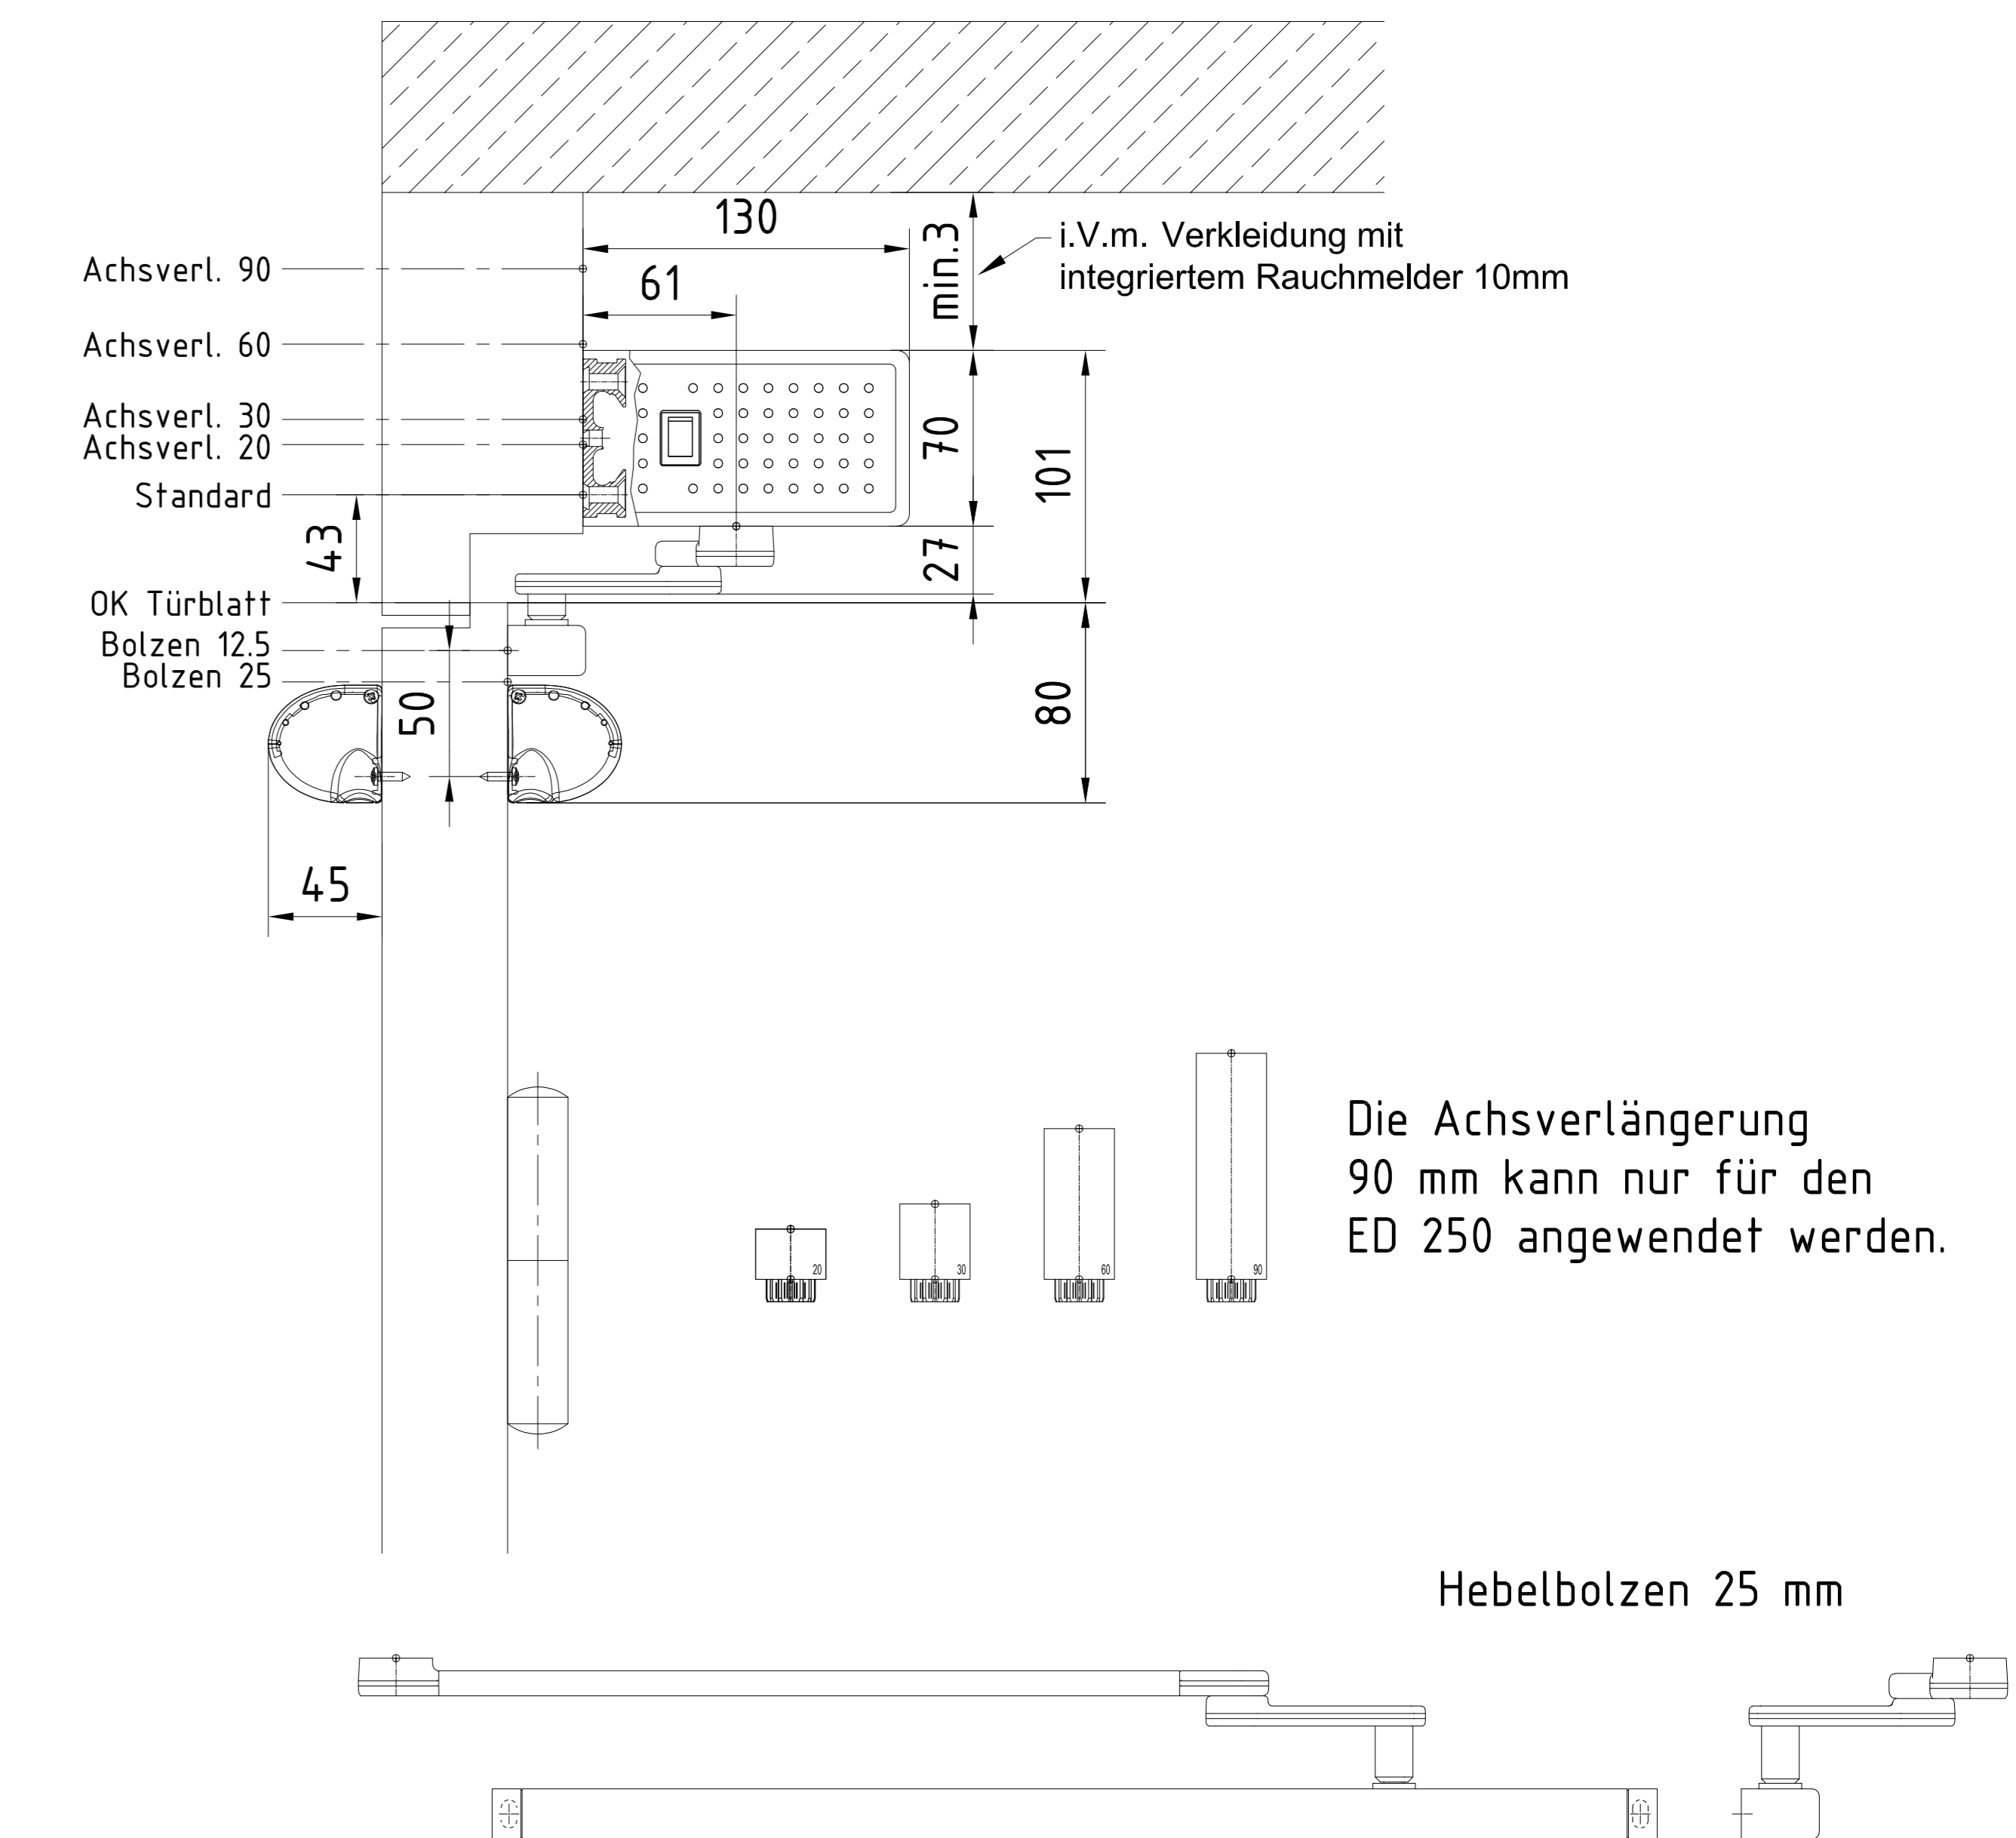 130
min.3
i.V.m. Verkleidung mit
integriertem Rauchmelder 10mm
Achsverl. 90
61
Achsverl. 60
Achsverl. 30
Achsverl. 20
70
101
Standard
43
27
OK Türblatt
Bolzen 12.5
Bolzen 25
50
80
45
Die Achsverlängerung
90 mm kann nur für den
ED 250 angewendet werden.
20
30
60
90
Hebelbolzen 25 mm